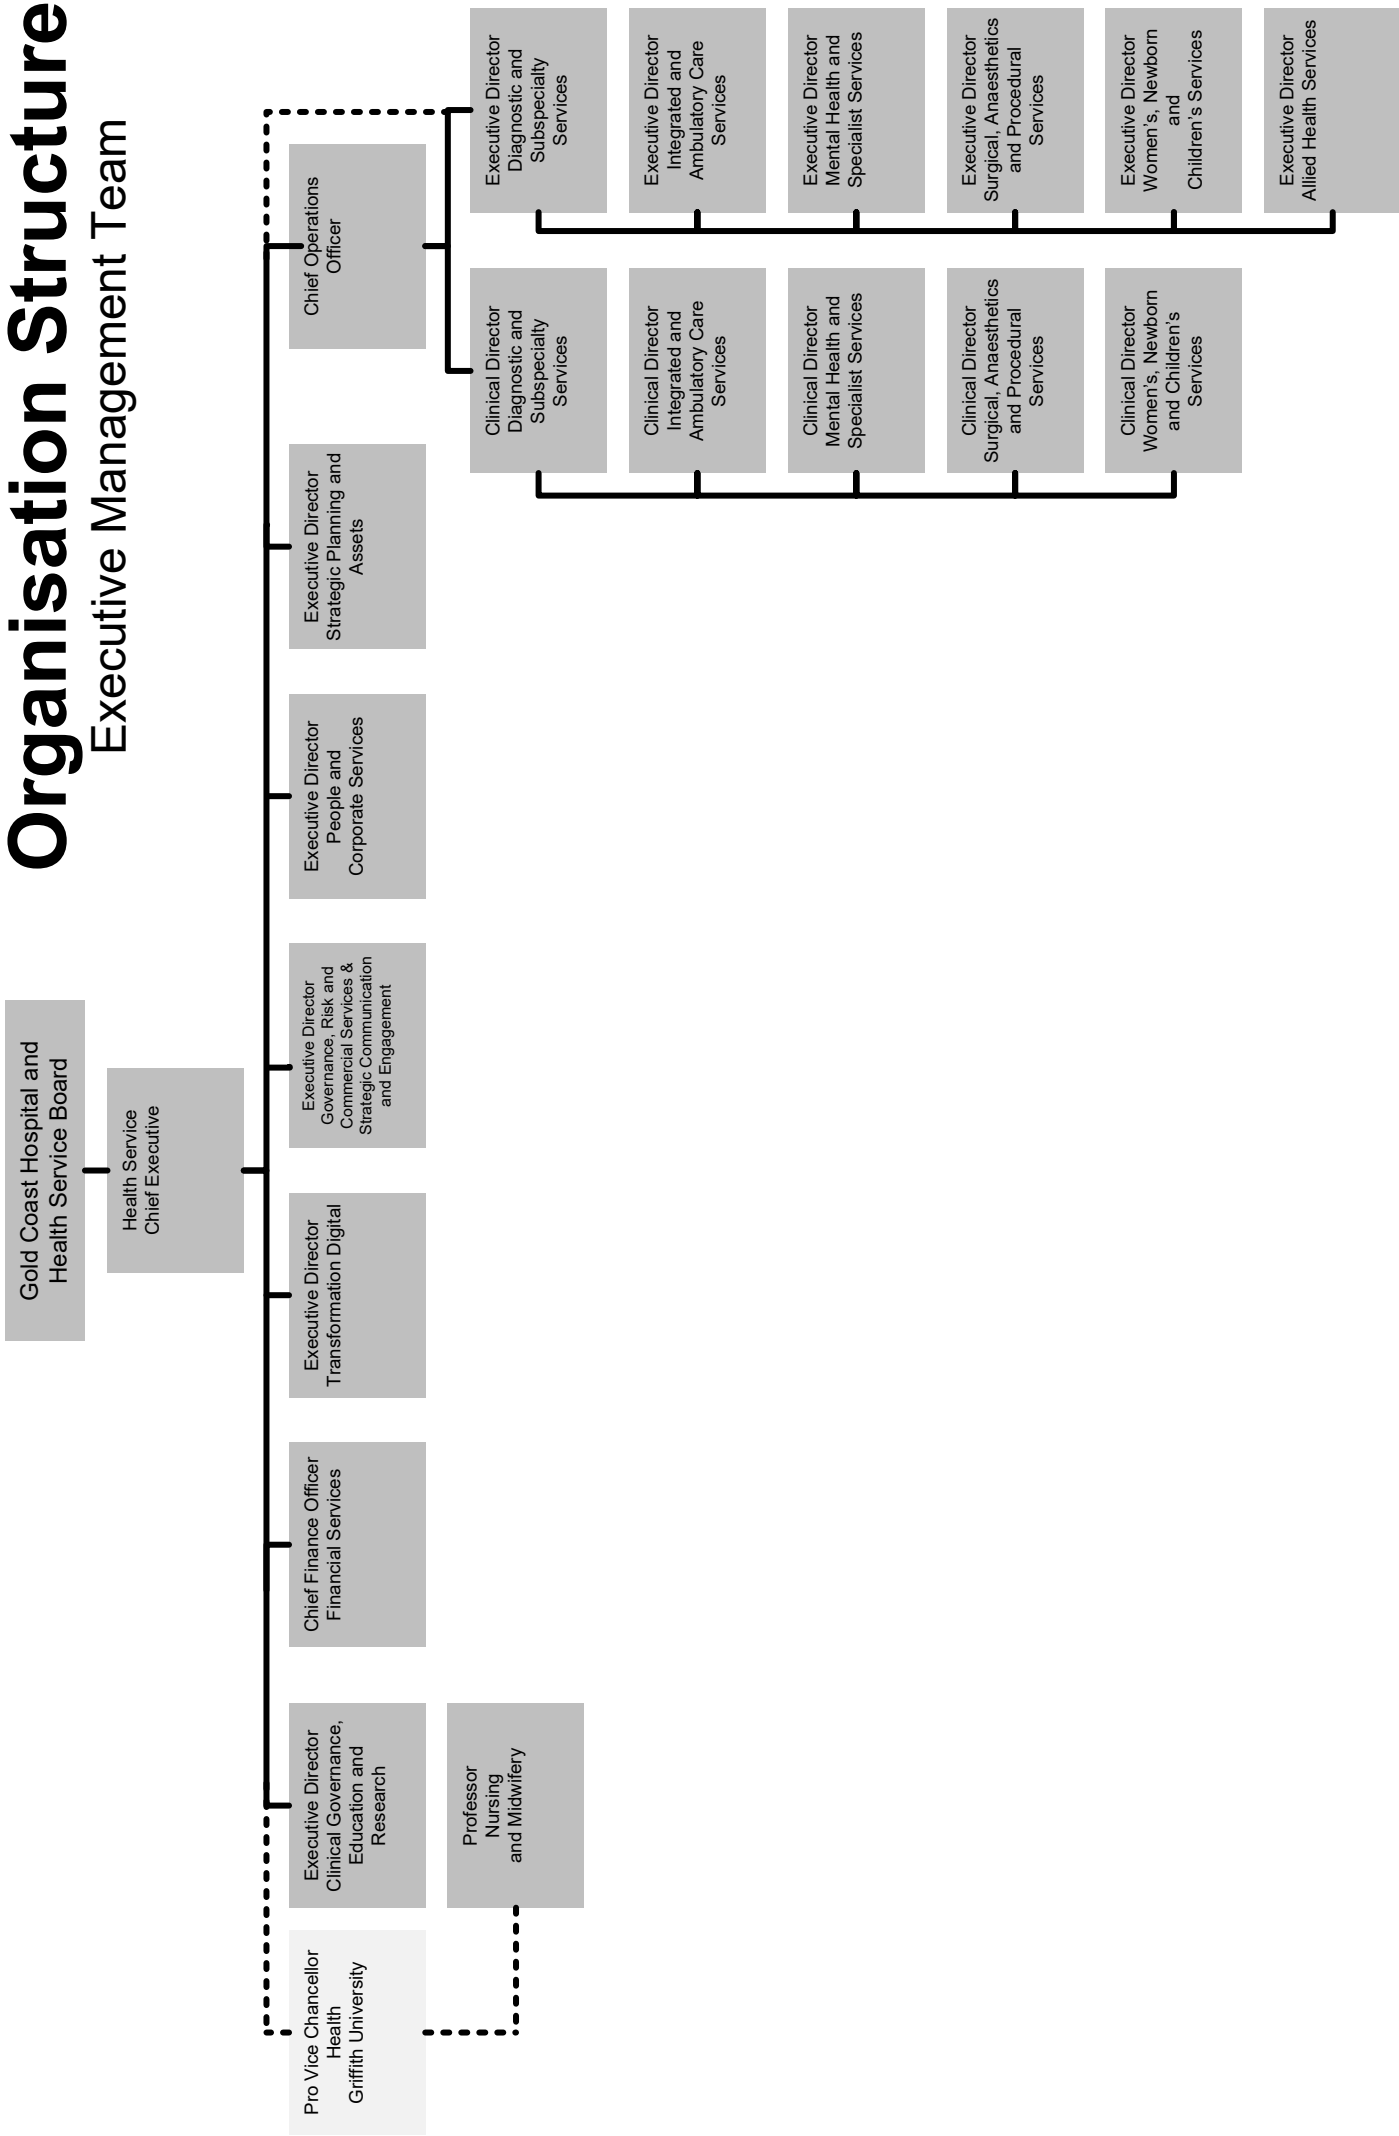 Organisation Structure
Executive Management Team
Gold Coast Hospital and
Health Service Board
Health Service
Chief Executive
Pro Vice Chancellor
Health
Griffith University
Executive Director
Clinical Governance,
Education and
Research
Chief Finance Officer
Financial Services
Executive Director
Transformation Digital
Executive Director
Governance, Risk and
Commercial Services &
Strategic Communication
and Engagement
Executive Director
People and
Corporate Services
Executive Director
Strategic Planning and
Assets
Chief Operations
Officer
Professor
Nursing
and Midwifery
Clinical Director
Diagnostic and
Subspecialty
Services
Executive Director
Diagnostic and
Subspecialty
Services
Clinical Director
Integrated and
Ambulatory Care
Services
Executive Director
Integrated and
Ambulatory Care
Services
Clinical Director
Mental Health and
Specialist Services
Executive Director
Mental Health and
Specialist Services
Clinical Director
Surgical, Anaesthetics
and Procedural
Services
Executive Director
Surgical, Anaesthetics
and Procedural
Services
Clinical Director
Women's, Newborn
and Children's
Services
Executive Director
Women's, Newborn
and
Children's Services
Executive Director
Allied Health Services